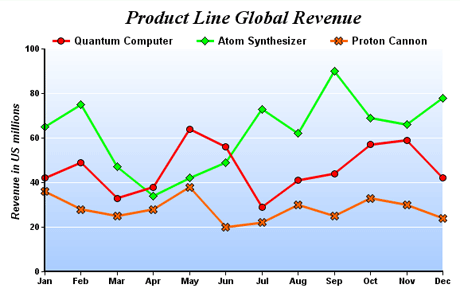 Product Line Global Revenue
Quantum Computer Atom Synthesizer Proton Cannon
Revenue in US millions
100
80
60
40
20
0
Jan Feb Mar Apr May Jun Jul Aug Sep Oct Nov Dec